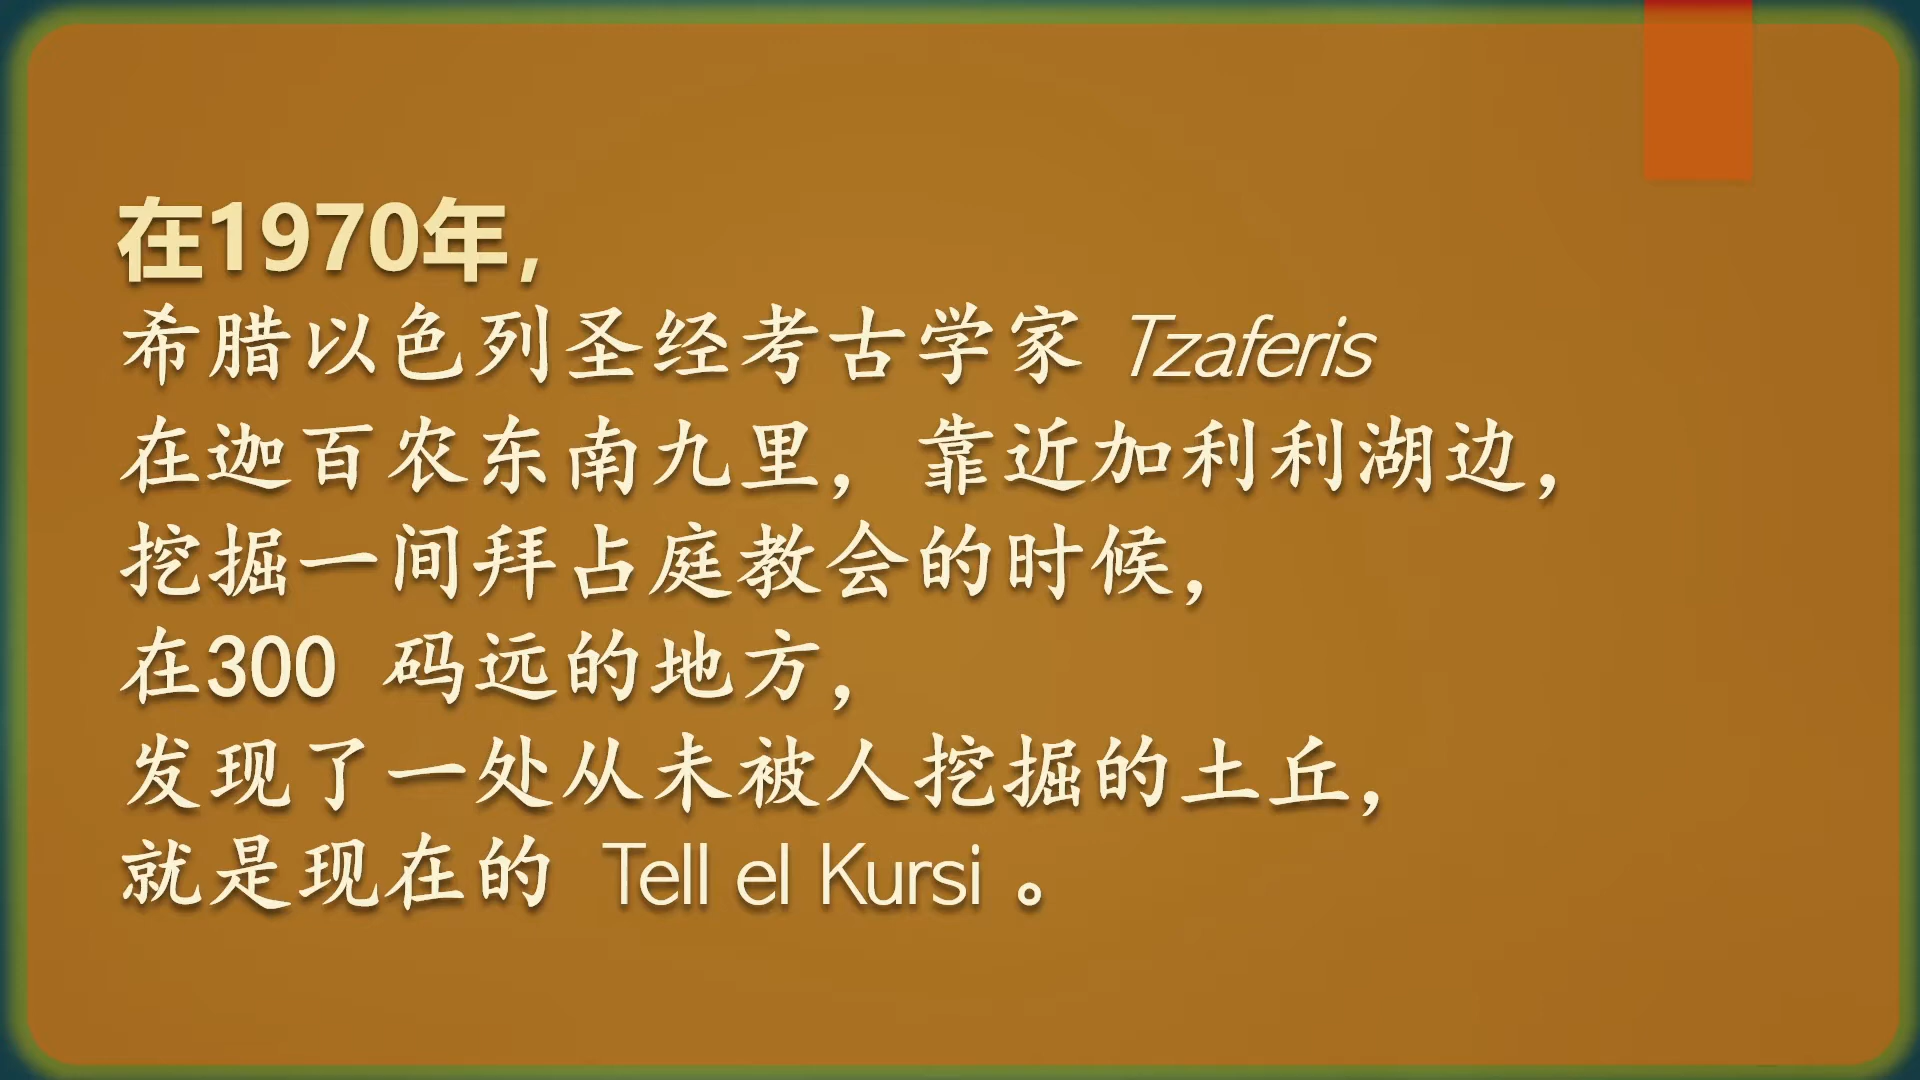 在1970年，
希腊以色列圣经考古学家 Tzaferis
在迦百农东南九里，靠近加利利湖边，
挖掘一间拜占庭教会的时候，
在300 码远的地方，
发现了一处从未被人挖掘的土丘，
就是现在的 Tell el Kursi 。